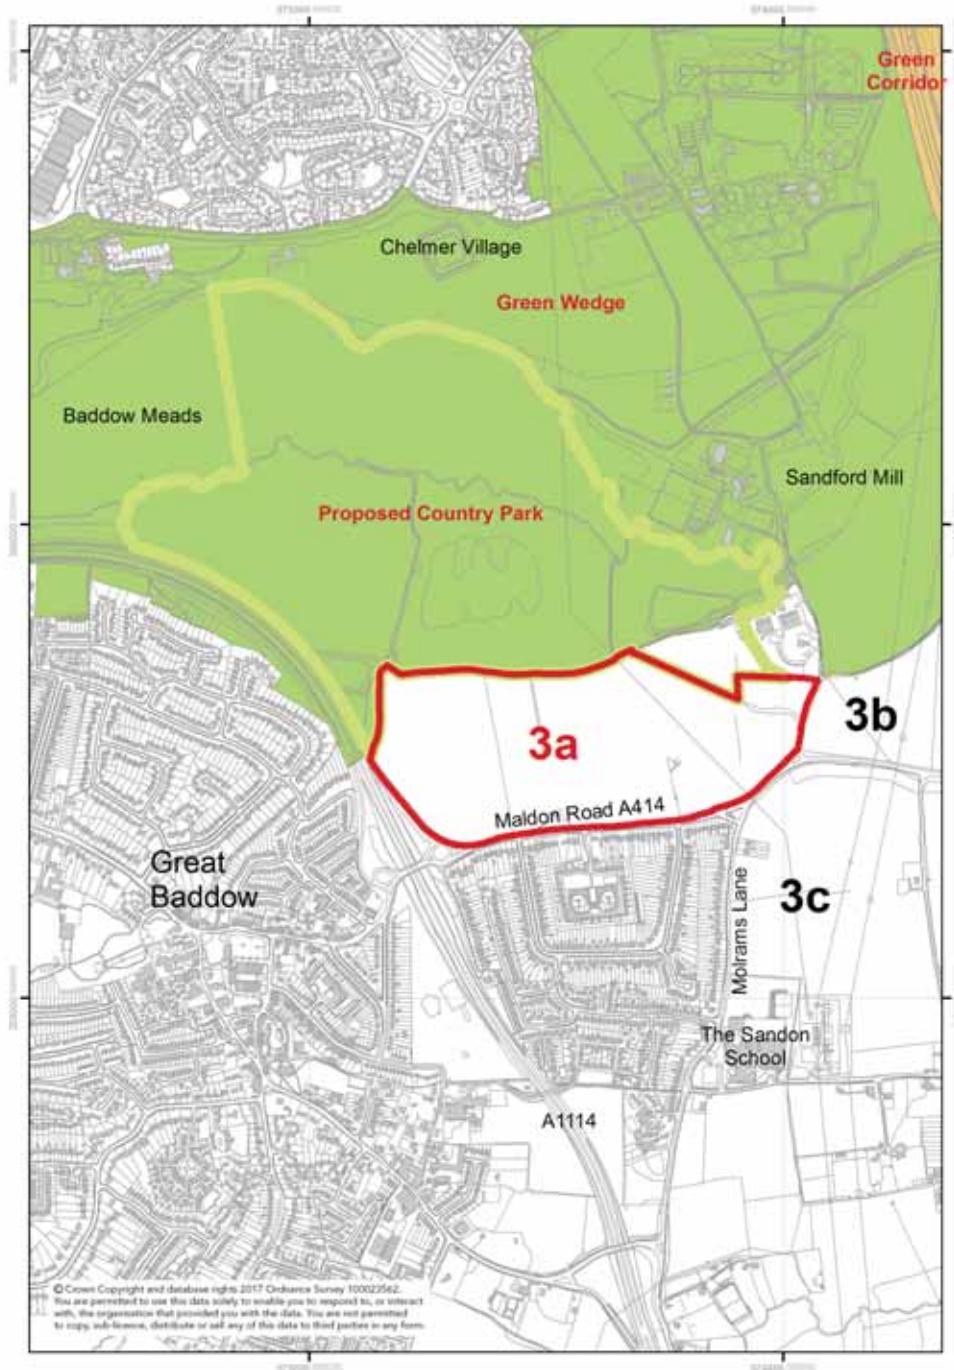 Green
Corridor
Chelmer Village
Green Wedge
Baddow Meads
Sandford Mill
Proposed Country Park
3b
3a
Maldon Road A414
Great
Baddow
3c
Molrams Lane
The Sandon
School
A1114
© Crown Copyright and database rights 2017 Ordnance Survey 100023562.
You are permitted to use this data solely to enable you to respond to, or interact
with, the organisation that provided you with the data. You are not permitted
to copy, sub-licence, distribute or sell any of this data to third parties in any form.